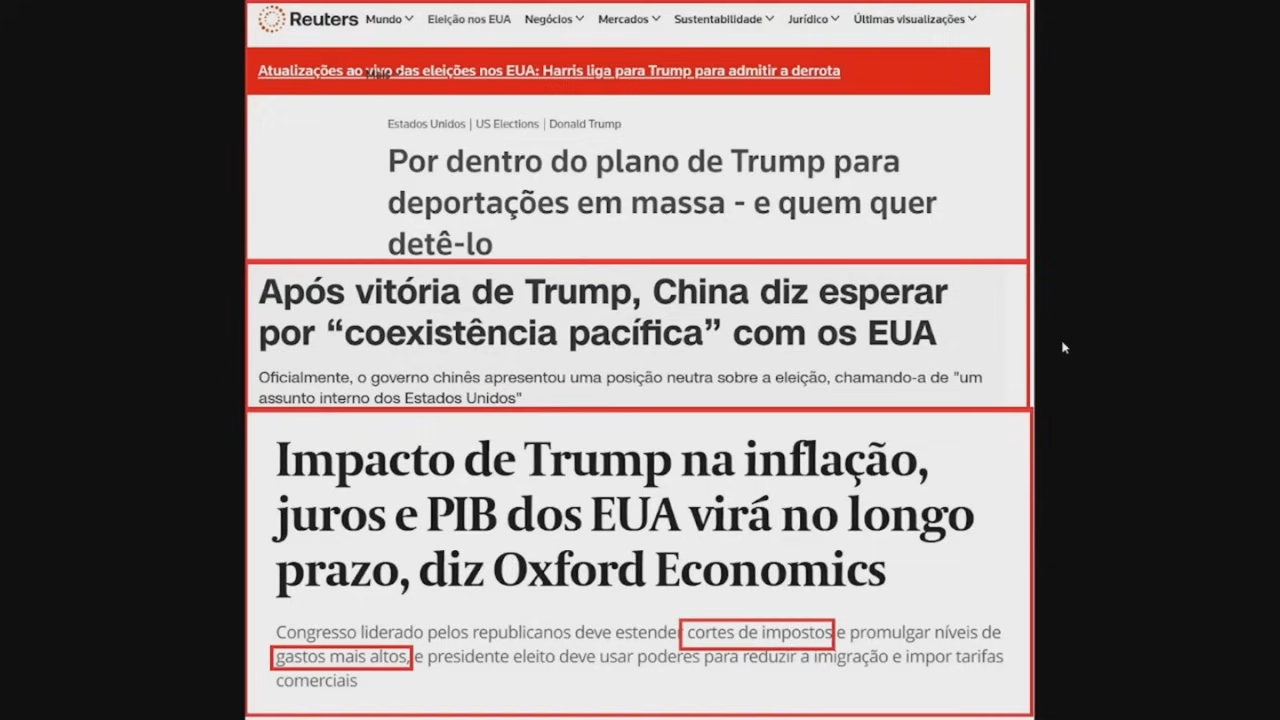 Reuters Mundo Eleição nos EUA Negócios Mercados Sustentabilidade Jurídico Últimas visualizações
Atualizações ao vivo das eleições nos EUA: Harris liga para Trump para admitir a derrota
Estados Unidos | US Elections | Donald Trump
Por dentro do plano de Trump para
deportações em massa - e quem quer
detê-lo
Após vitória de Trump, China diz esperar
por “coexistência pacífica” com os EUA
Oficialmente, o governo chinês apresentou uma posição neutra sobre a eleição, chamando-a de "um
assunto interno dos Estados Unidos"
Impacto de Trump na inflação,
juros e PIB dos EUA virá no longo
prazo, diz Oxford Economics
Congresso liderado pelos republicanos deve estender cortes de impostos e promulgar níveis de
gastos mais altos, e presidente eleito deve usar poderes para reduzir a imigração e impor tarifas
comerciais